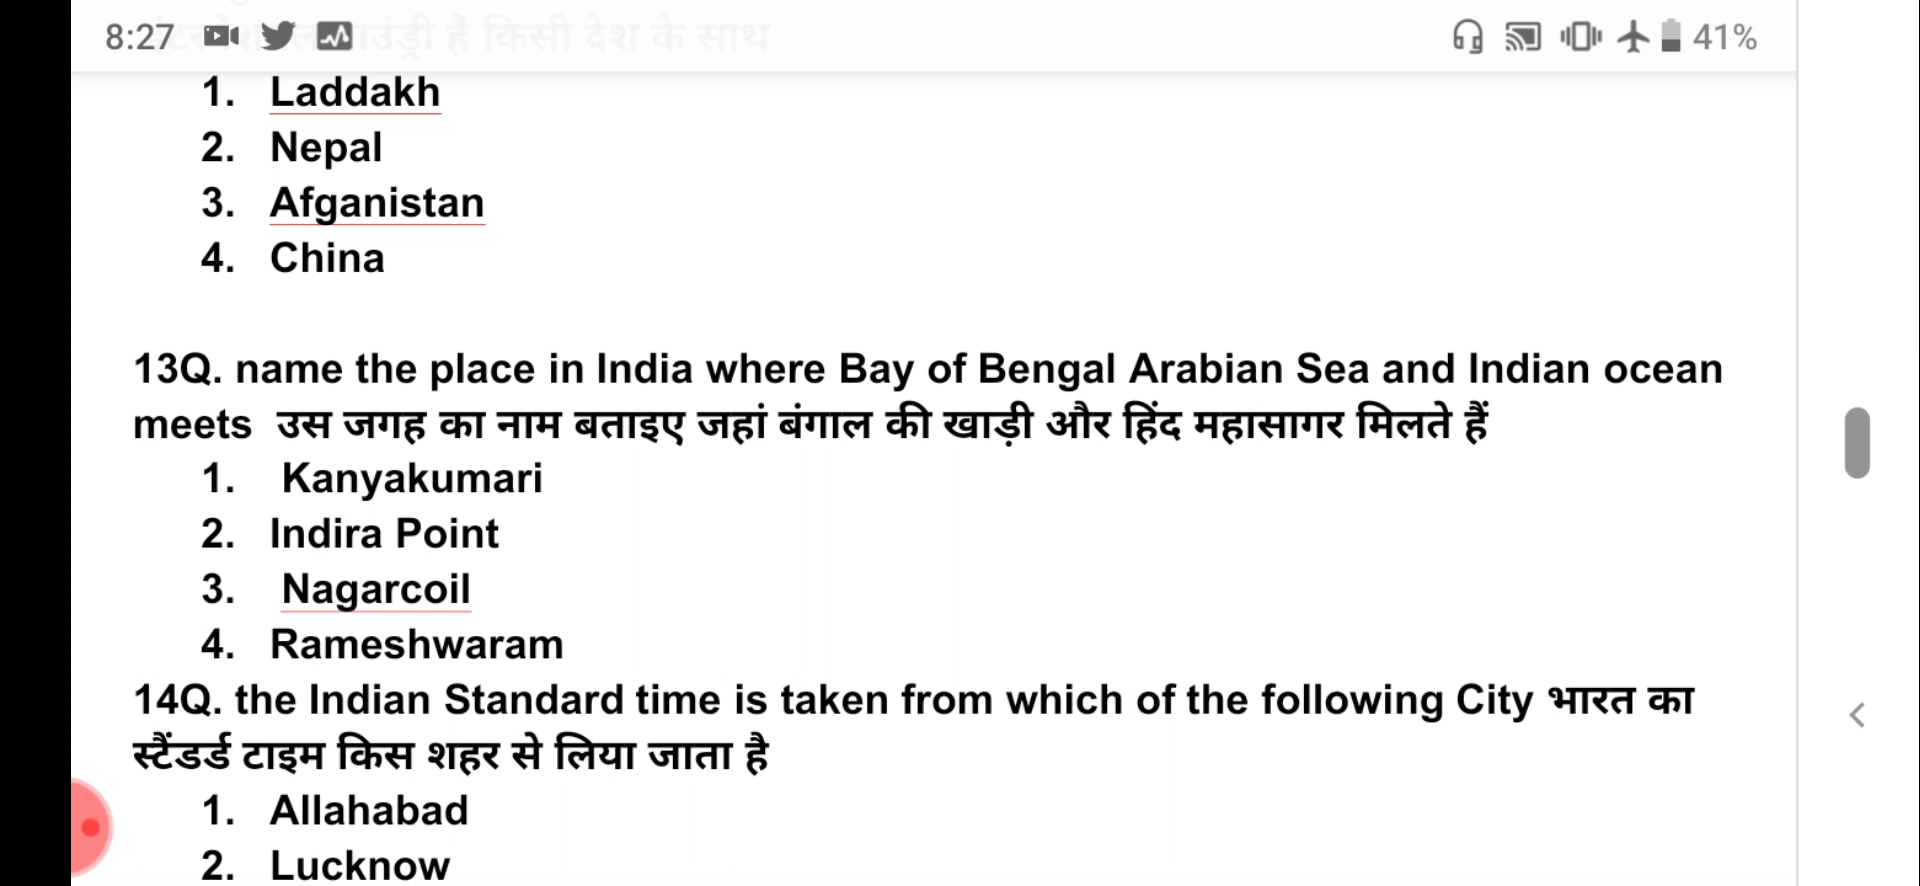 8:27 41%
है किसी देश के साथ
1. Laddakh
2. Nepal
3. Afganistan
4. China
13Q. name the place in India where Bay of Bengal Arabian Sea and Indian ocean
meets उस जगह का नाम बताइए जहां बंगाल की खाड़ी और हिंद महासागर मिलते हैं
1. Kanyakumari
2. Indira Point
3. Nagarcoil
4. Rameshwaram
14Q. the Indian Standard time is taken from which of the following City भारत का
स्टैंडर्ड टाइम किस शहर से लिया जाता है
1. Allahabad
2. Lucknow